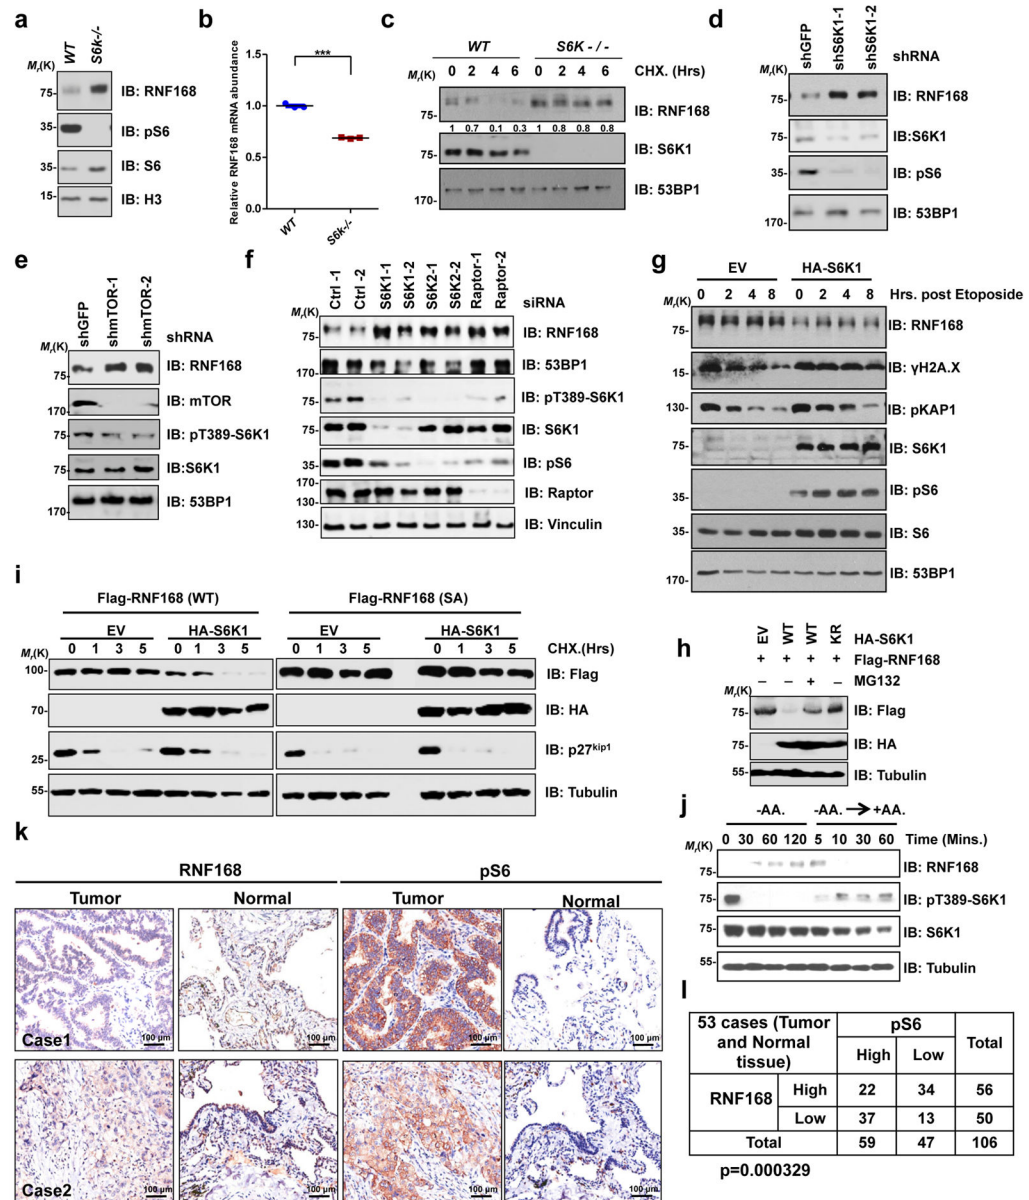 a
WT S6k-/-
Mr(K)
75- IB: RNF168
35- IB: pS6
35- IB: S6
15- IB: H3
b
Relative RNF168 mRNA abundance
1.5
***
1.0
0.5
0.0
WT S6k-/-
c
WT S6K -/-
Mr(K) 0 2 4 6 0 2 4 6 CHX. (Hrs)
75- IB: RNF168
1 0.7 0.1 0.3 1 0.8 0.8 0.8
75- IB: S6K1
170- IB: 53BP1
d
shGFP shS6K1-1 shS6K1-2 shRNA
Mr(K)
75- IB: RNF168
75- IB:S6K1
35- IB: pS6
170- IB: 53BP1
e
shGFP shmTOR-1 shmTOR-2 shRNA
Mr(K)
75- IB: RNF168
170- IB: mTOR
75- IB: pT389-S6K1
75- IB:S6K1
170- IB: 53BP1
f
Ctrl -1 Ctrl -2 S6K1-1 S6K1-2 S6K2-1 S6K2-2 Raptor-1 Raptor-2 siRNA
Mr(K)
75- IB: RNF168
170- IB: 53BP1
75- IB: pT389-S6K1
75- IB: S6K1
35- IB: pS6
170-
130- IB: Raptor
130- IB: Vinculin
g
EV HA-S6K1
0 2 4 8 0 2 4 8 Hrs. post Etoposide
Mr(K)
75- IB: RNF168
15- IB: γH2A.X
130- IB: pKAP1
75- IB: S6K1
35- IB: pS6
35- IB: S6
170- IB: 53BP1
i
Flag-RNF168 (WT) Flag-RNF168 (SA)
EV HA-S6K1 EV HA-S6K1
Mr(K) 0 1 3 5 0 1 3 5 0 1 3 5 0 1 3 5 CHX.(Hrs)
100- IB: Flag
70- IB: HA
25- IB: p27kip1
55- IB: Tubulin
h
EV WT WT KR HA-S6K1
+ + + + Flag-RNF168
– – + – MG132
Mr(K)
75- IB: Flag
75- IB: HA
55- IB: Tubulin
j
-AA. -AA. → +AA.
0 30 60 120 5 10 30 60 Time (Mins.)
Mr(K)
75- IB: RNF168
75- IB: pT389-S6K1
75- IB: S6K1
55- IB: Tubulin
k
RNF168 pS6
Tumor Normal Tumor Normal
Case1 100 μm 100 μm 100 μm 100 μm
Case2 100 μm 100 μm 100 μm 100 μm
l
53 cases (Tumor and Normal tissue) pS6 Total
High Low
RNF168 High 22 34 56
Low 37 13 50
Total 59 47 106
p=0.000329